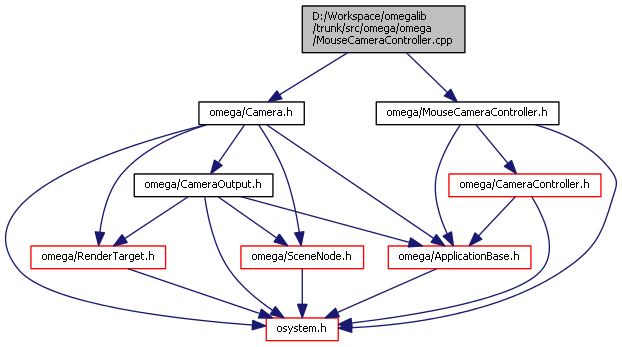 D:/Workspace/omegalib
/trunk/src/omega/omega
/MouseCameraController.cpp
omega/Camera.h
omega/MouseCameraController.h
omega/CameraOutput.h
omega/CameraController.h
omega/RenderTarget.h
omega/SceneNode.h
omega/ApplicationBase.h
osystem.h